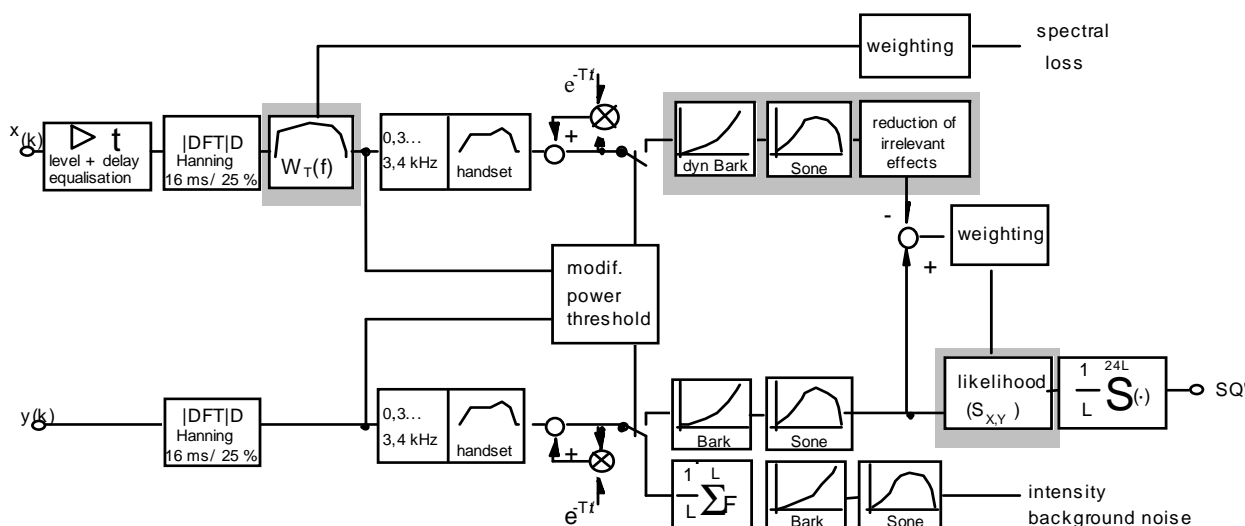 weighting
spectral
loss
e-Tt
x(k)
t
level + delay
equalisation
|DFT|D
Hanning
16 ms/ 25 %
WT(f)
0,3...
3,4 kHz
handset
+
dyn Bark
Sone
reduction of
irrelevant
effects
-
+
weighting
modif.
power
threshold
y(k)
|DFT|D
Hanning
16 ms/ 25 %
0,3...
3,4 kHz
handset
+
e-Tt
Bark
Sone
likelihood
(SX,Y)
1
L
24L
S(·)
SQ'
1
L
L
Σ
F
Bark
Sone
intensity
background noise